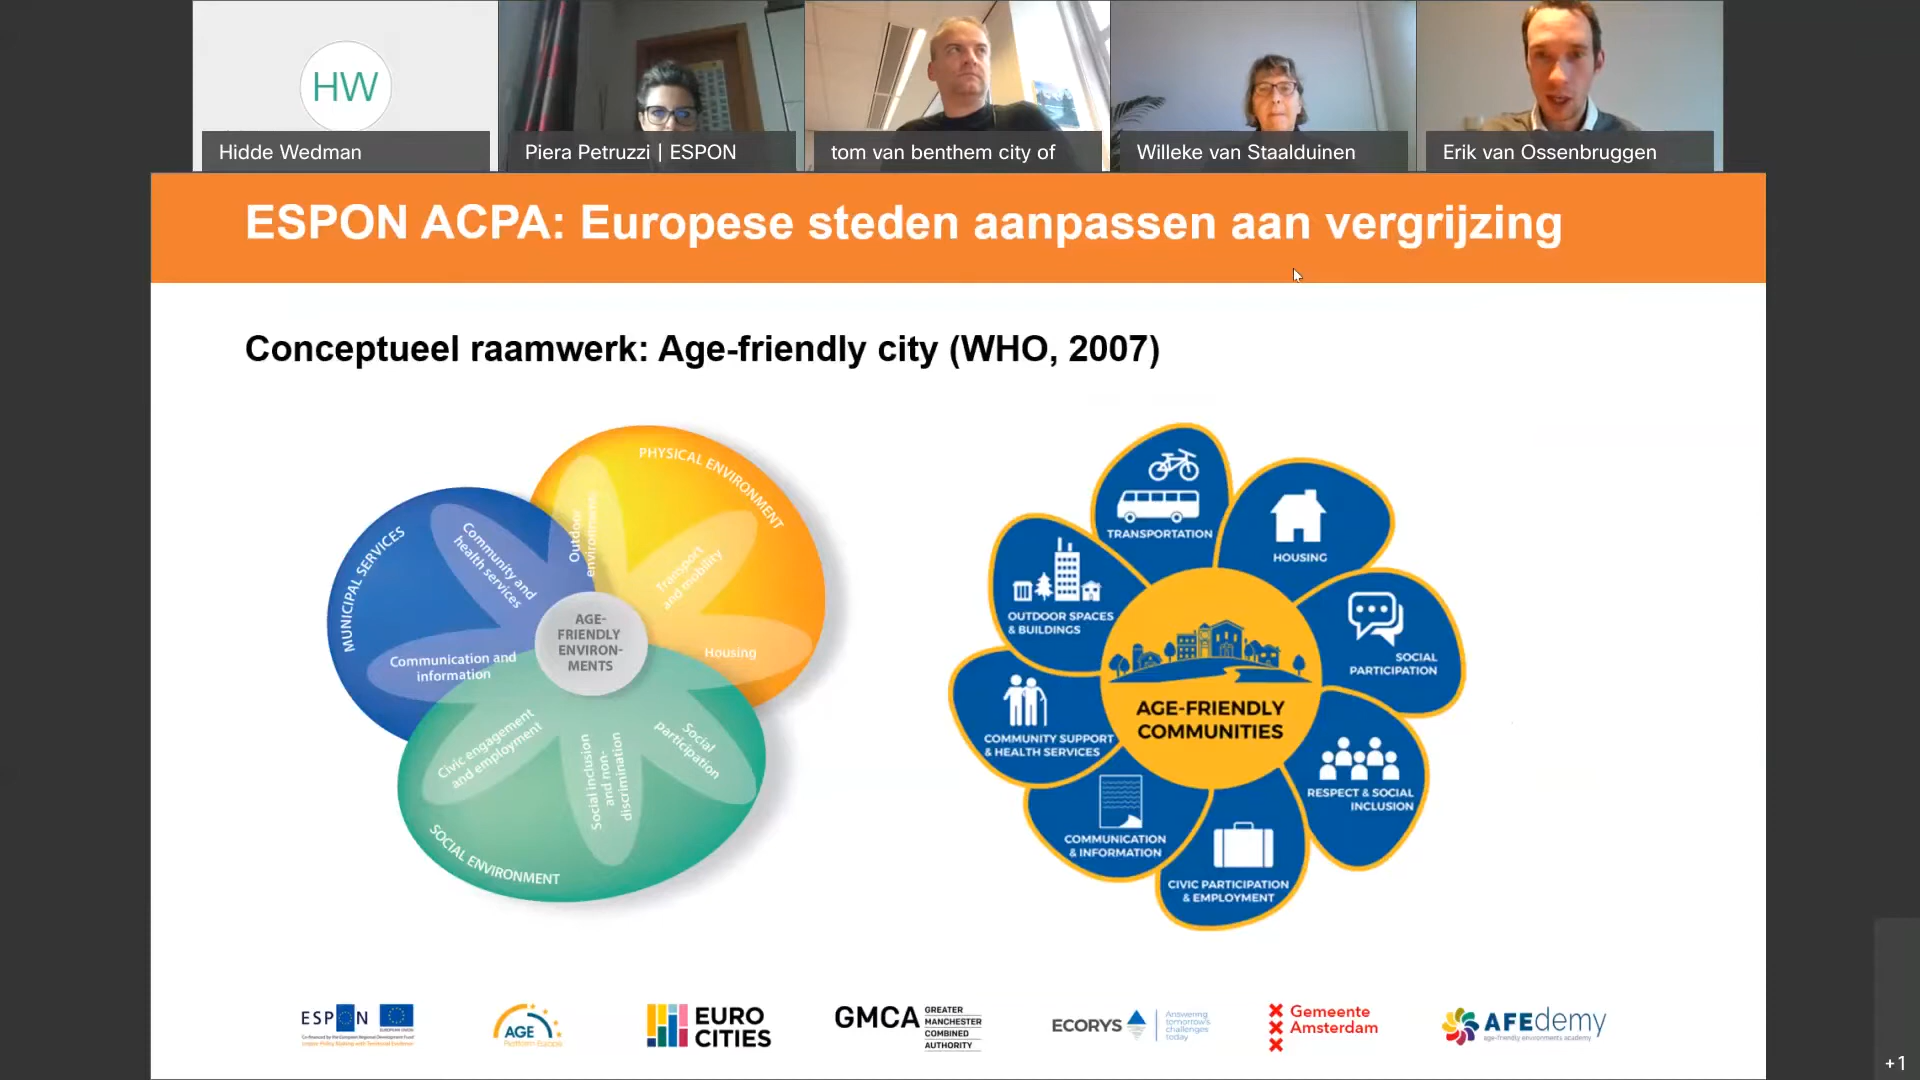 HW
Hidde Wedman
Piera Petruzzi | ESPON
tom van benthem city of
Willeke van Staalduinen
Erik van Ossenbruggen
ESPON ACPA: Europese steden aanpassen aan vergrijzing
Conceptueel raamwerk: Age-friendly city (WHO, 2007)
MUNICIPAL SERVICES
Community and
health services
Communication and
information
PHYSICAL ENVIRONMENT
Outdoor
environments
Transport
and mobility
Housing
AGE-
FRIENDLY
ENVIRON-
MENTS
SOCIAL ENVIRONMENT
Civic engagement
and employment
Social inclusion
and non-
discrimination
Social
participation
TRANSPORTATION
HOUSING
OUTDOOR SPACES
& BUILDINGS
SOCIAL
PARTICIPATION
AGE-FRIENDLY
COMMUNITIES
COMMUNITY SUPPORT
& HEALTH SERVICES
RESPECT & SOCIAL
INCLUSION
COMMUNICATION
& INFORMATION
CIVIC PARTICIPATION
& EMPLOYMENT
ESPON
AGE
Platform Europe
EURO
CITIES
GMCA
GREATER
MANCHESTER
COMBINED
AUTHORITY
ECORYS
Answering
tomorrow's
challenges
today
Gemeente
Amsterdam
AFEdemy
age-friendly environments academy
+1